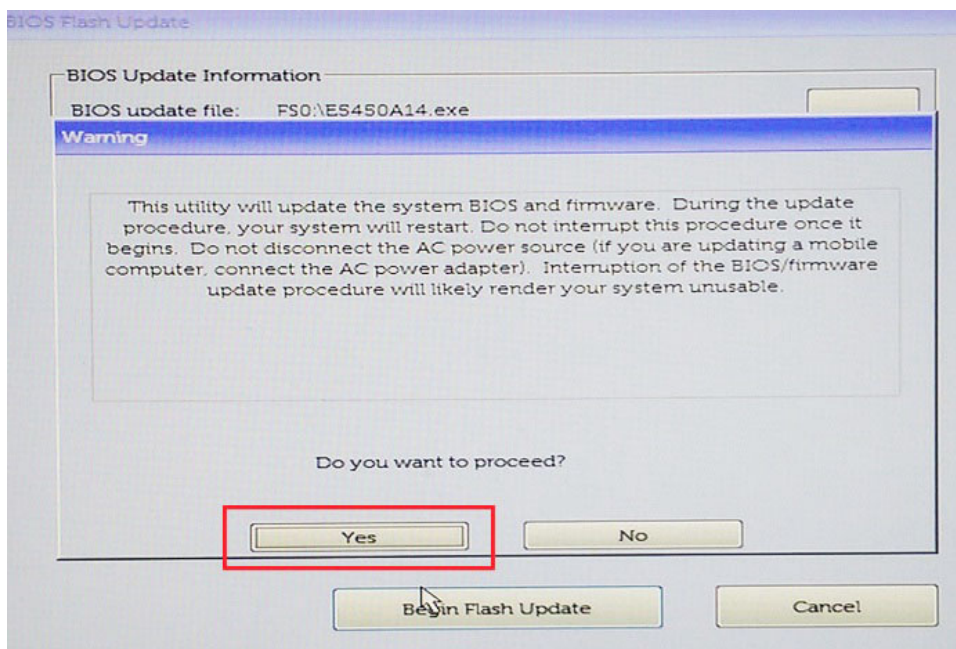 BIOS Flash Update
BIOS Update Information
BIOS update file: FS0:\E5450A14.exe
Warning
This utility will update the system BIOS and firmware. During the update
procedure, your system will restart. Do not interrupt this procedure once it
begins. Do not disconnect the AC power source (if you are updating a mobile
computer, connect the AC power adapter). Interruption of the BIOS/firmware
update procedure will likely render your system unusable.
Do you want to proceed?
Yes
No
Begin Flash Update
Cancel